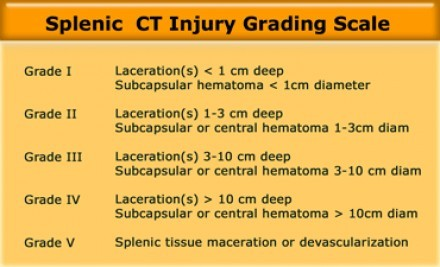 Splenic CT Injury Grading Scale
Grade I Laceration(s) < 1 cm deep
Subcapsular hematoma < 1cm diameter
Grade II Laceration(s) 1-3 cm deep
Subcapsular or central hematoma 1-3cm diam
Grade III Laceration(s) 3-10 cm deep
Subcapsular or central hematoma 3-10 cm diam
Grade IV Laceration(s) > 10 cm deep
Subcapsular or central hematoma > 10cm diam
Grade V Splenic tissue maceration or devascularization